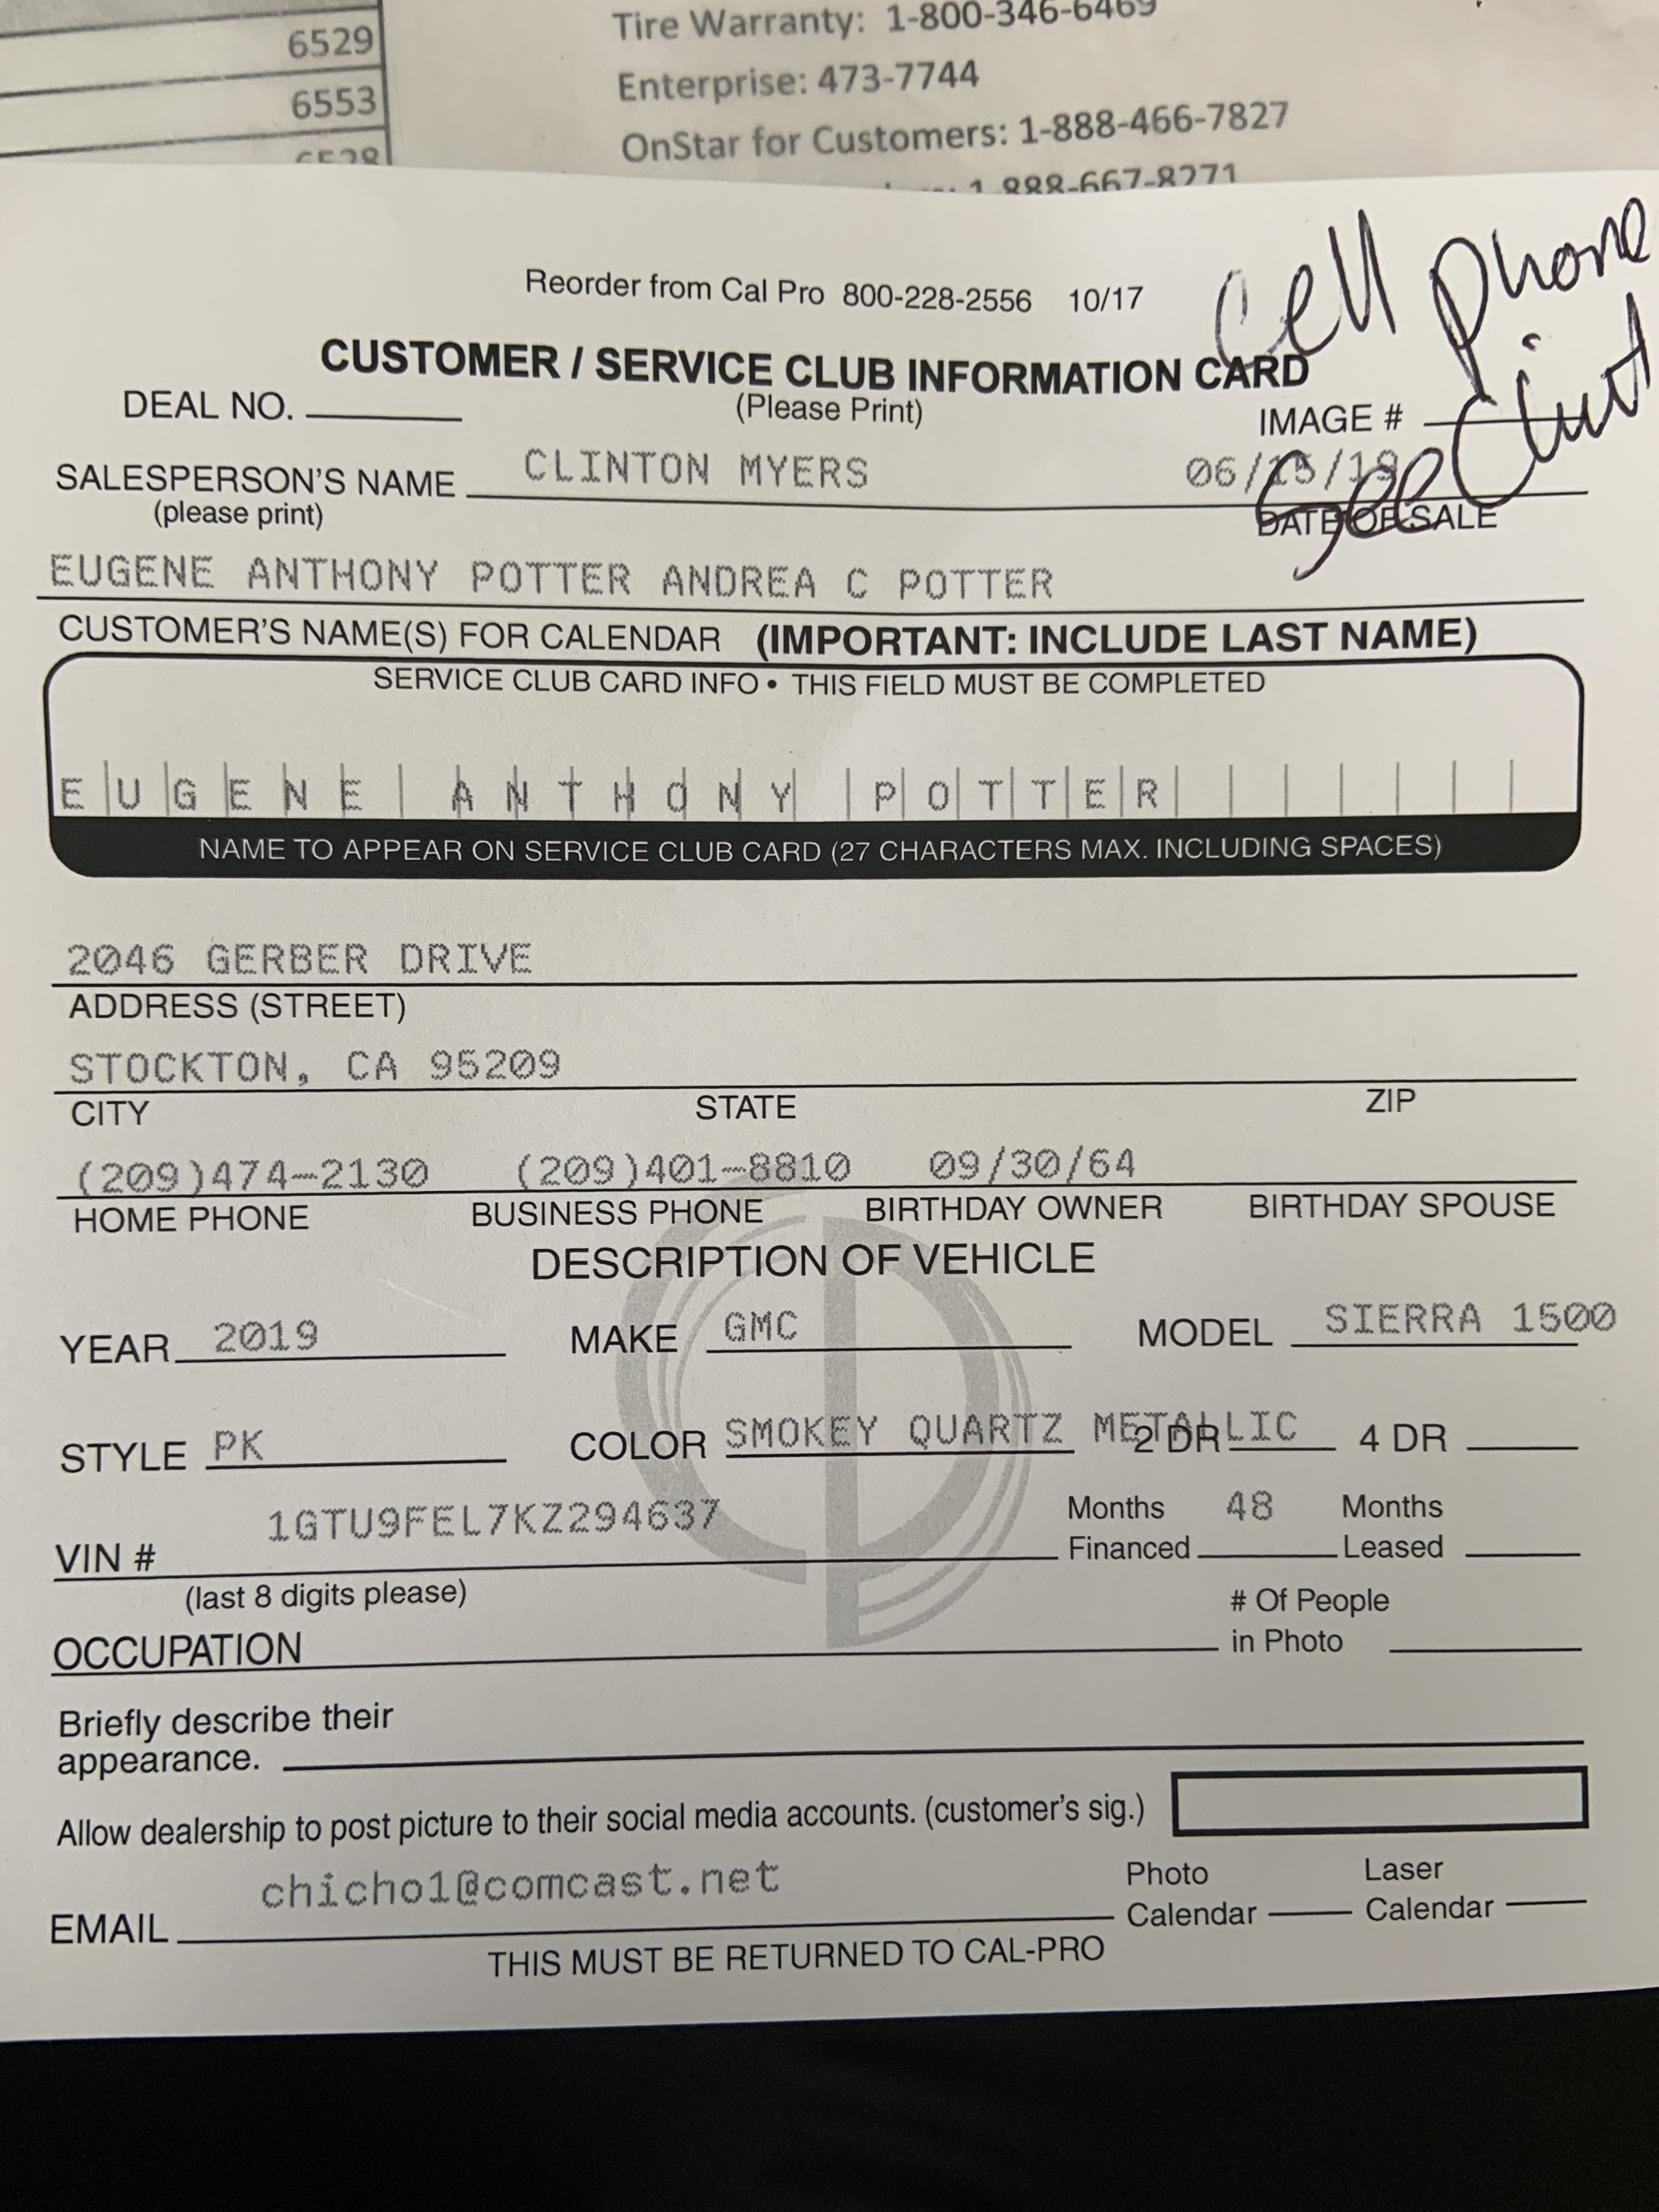 6529
6553
6528
Tire Warranty: 1-800-346-6469
Enterprise: 473-7744
OnStar for Customers: 1-888-466-7827
1-888-667-8271
Cell Phone
See Clint
Reorder from Cal Pro 800-228-2556 10/17
CUSTOMER / SERVICE CLUB INFORMATION CARD
(Please Print)
DEAL NO.
IMAGE #
SALESPERSON'S NAME CLINTON MYERS 06/15/19
(please print) DATE OF SALE
EUGENE ANTHONY POTTER ANDREA C POTTER
CUSTOMER'S NAME(S) FOR CALENDAR (IMPORTANT: INCLUDE LAST NAME)
SERVICE CLUB CARD INFO • THIS FIELD MUST BE COMPLETED
EUGENE ANTHONY POTTER
NAME TO APPEAR ON SERVICE CLUB CARD (27 CHARACTERS MAX. INCLUDING SPACES)
2046 GERBER DRIVE
ADDRESS (STREET)
STOCKTON, CA 95209
CITY STATE ZIP
(209)474-2130 (209)401-8810 09/30/64
HOME PHONE BUSINESS PHONE BIRTHDAY OWNER BIRTHDAY SPOUSE
DESCRIPTION OF VEHICLE
YEAR 2019 MAKE GMC MODEL SIERRA 1500
STYLE PK COLOR SMOKEY QUARTZ METALLIC 2 DR 4 DR
VIN # 1GTU9FEL7KZ294637
(last 8 digits please)
Months Financed 48 Months Leased
OCCUPATION
# Of People in Photo
Briefly describe their
appearance.
Allow dealership to post picture to their social media accounts. (customer's sig.)
EMAIL chicho1@comcast.net
Photo Calendar Laser Calendar
THIS MUST BE RETURNED TO CAL-PRO